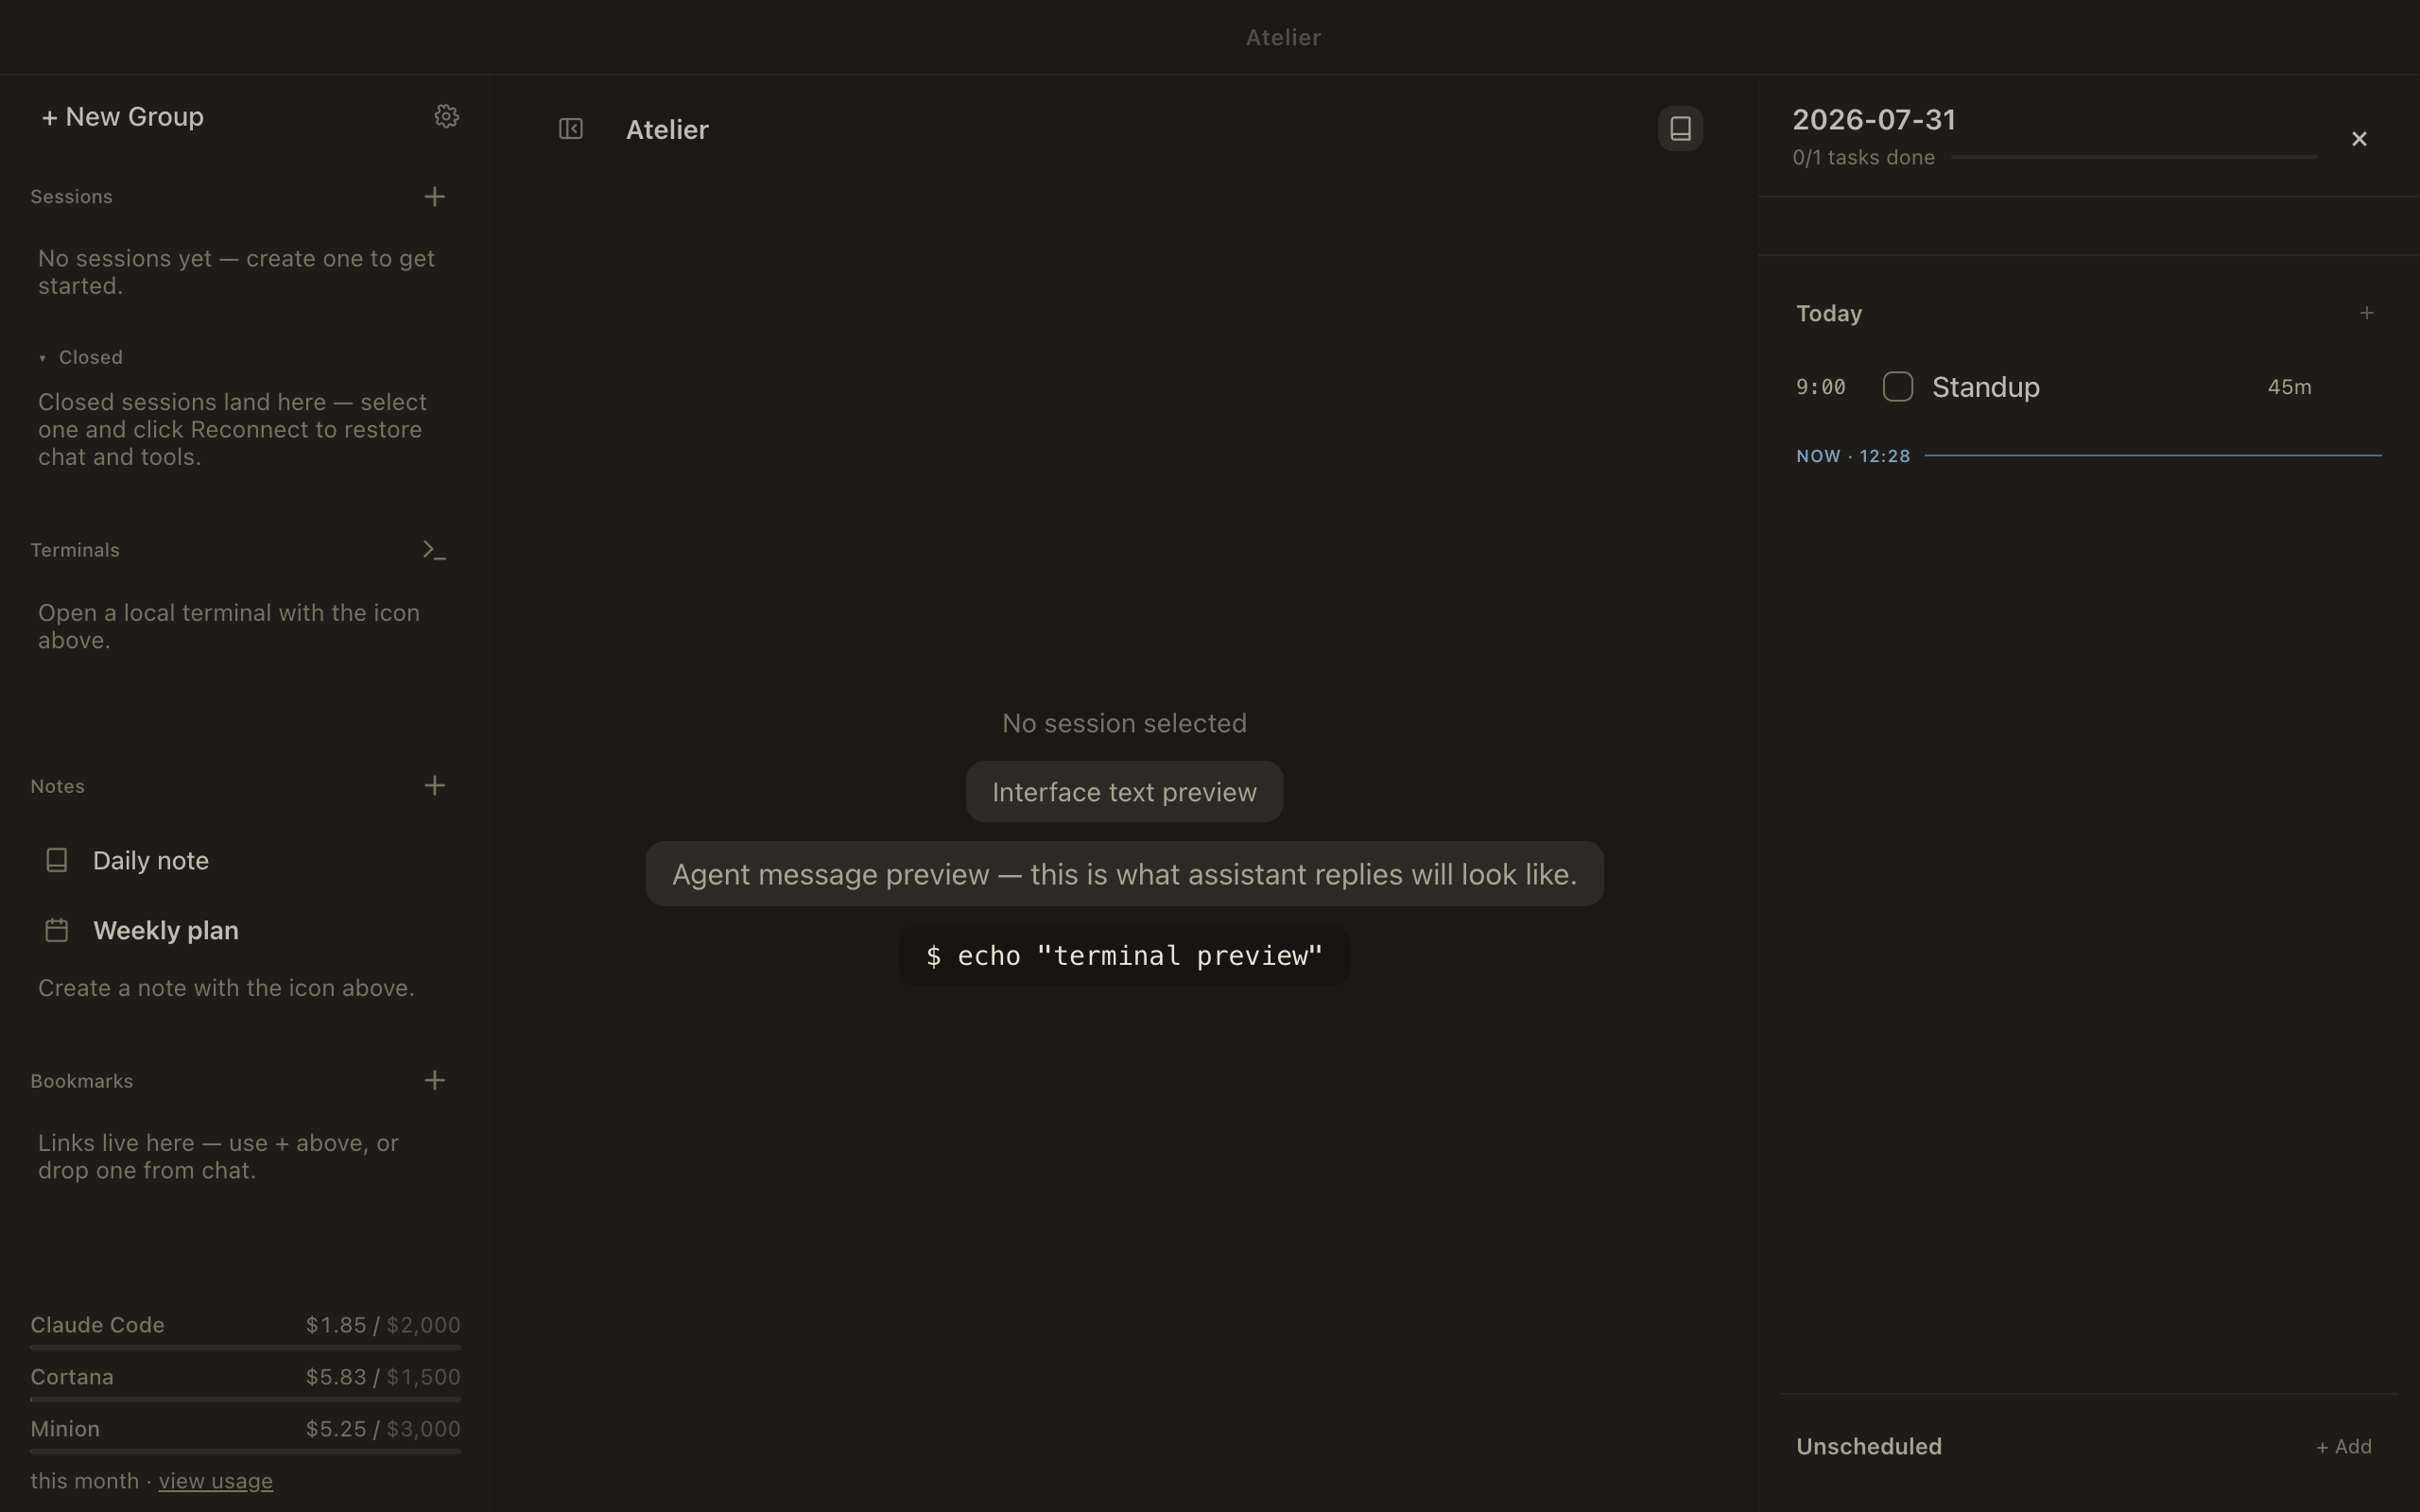 Atelier
+ New Group
Sessions
No sessions yet — create one to get
started.
Closed
Closed sessions land here — select
one and click Reconnect to restore
chat and tools.
Terminals
Open a local terminal with the icon
above.
Notes
Daily note
Weekly plan
Create a note with the icon above.
Bookmarks
Links live here — use + above, or
drop one from chat.
Claude Code $1.85 / $2,000
Cortana $5.83 / $1,500
Minion $5.25 / $3,000
this month · view usage
Atelier
No session selected
Interface text preview
Agent message preview — this is what assistant replies will look like.
$ echo "terminal preview"
2026-07-31
0/1 tasks done
Today
9:00 Standup 45m
NOW · 12:28
Unscheduled + Add